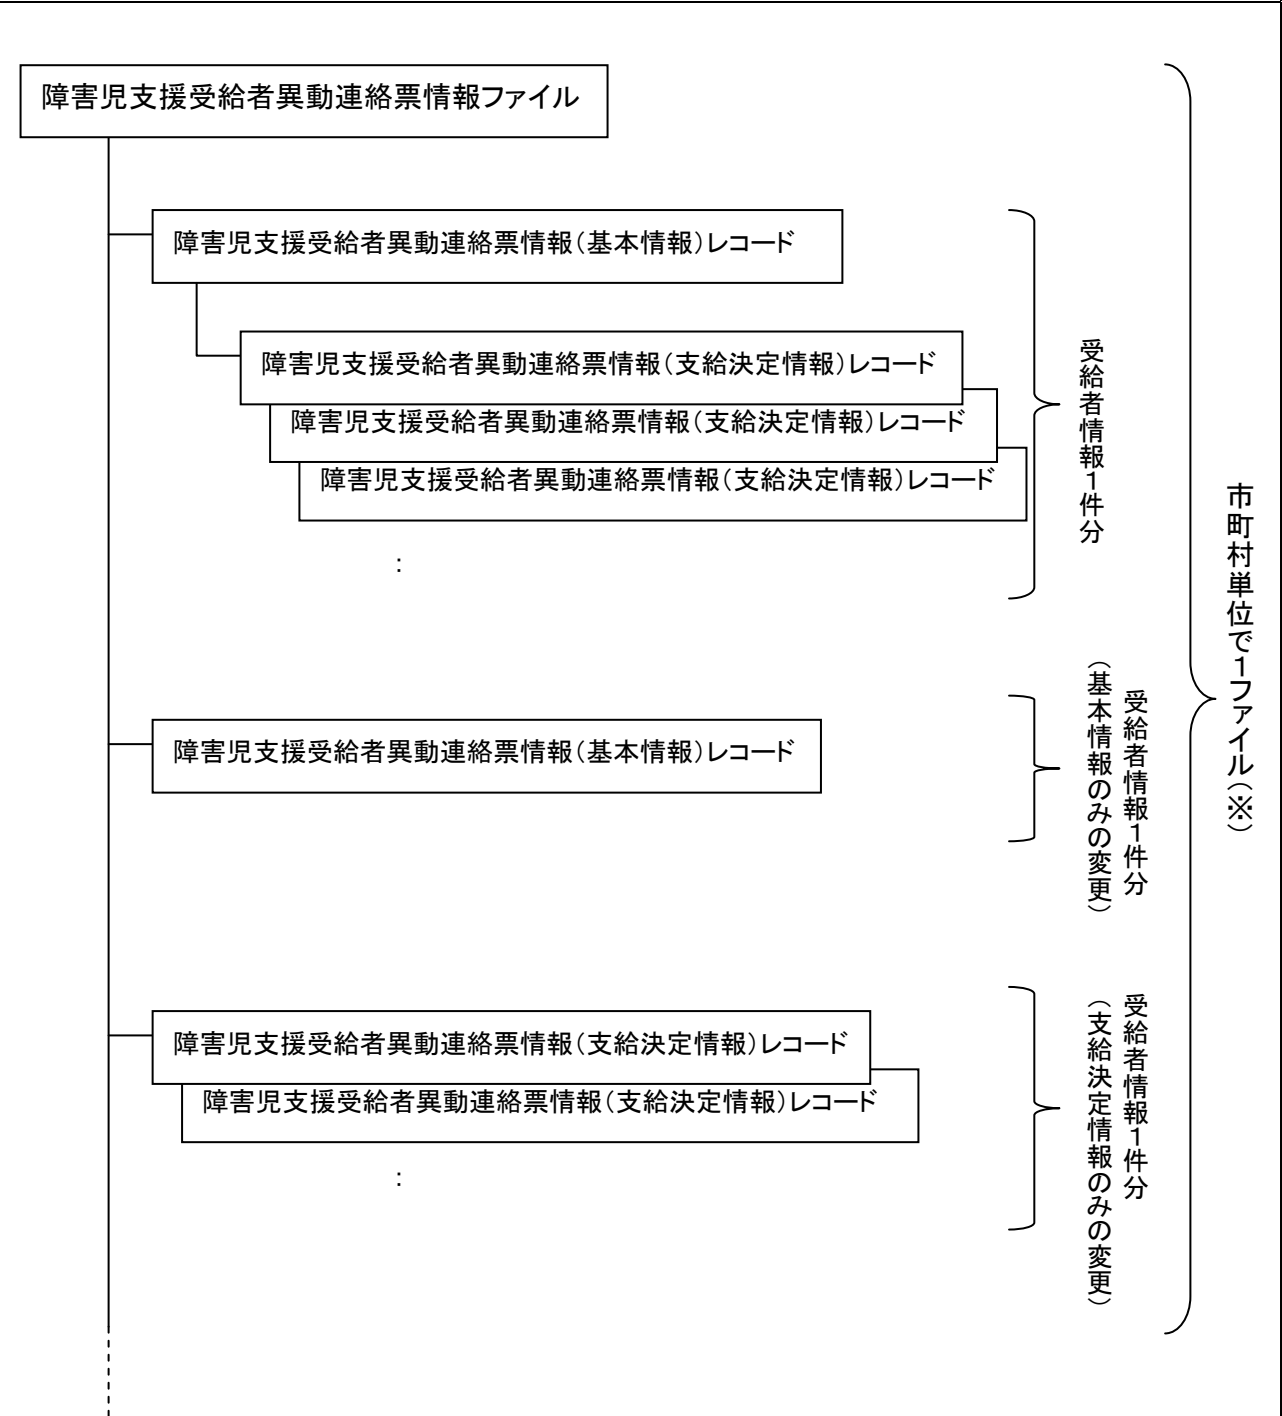 障害児支援受給者異動連絡票情報ファイル
障害児支援受給者異動連絡票情報（基本情報）レコード
障害児支援受給者異動連絡票情報（支給決定情報）レコード
障害児支援受給者異動連絡票情報（支給決定情報）レコード
障害児支援受給者異動連絡票情報（支給決定情報）レコード
：
受給者情報１件分
障害児支援受給者異動連絡票情報（基本情報）レコード
受給者情報１件分
（基本情報のみの変更）
障害児支援受給者異動連絡票情報（支給決定情報）レコード
障害児支援受給者異動連絡票情報（支給決定情報）レコード
：
受給者情報１件分
（支給決定情報のみの変更）
市町村単位で１ファイル（※）